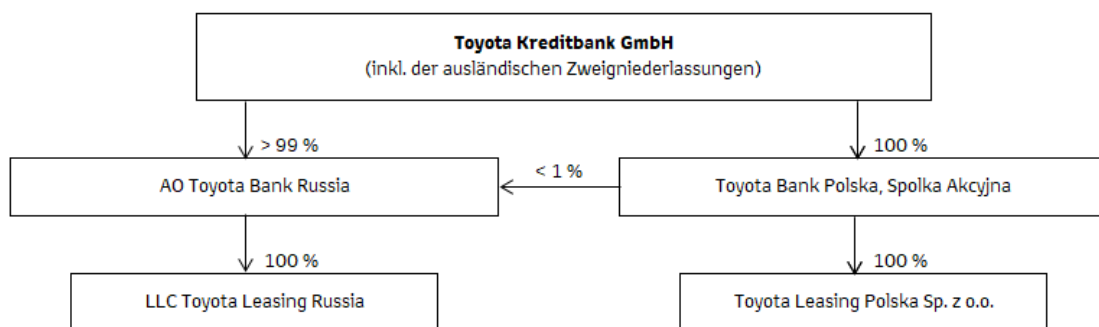 Toyota Kreditbank GmbH
(inkl. der ausländischen Zweigniederlassungen)
> 99 %
100 %
AO Toyota Bank Russia
< 1 %
Toyota Bank Polska, Spolka Akcyjna
100 %
100 %
LLC Toyota Leasing Russia
Toyota Leasing Polska Sp. z o.o.